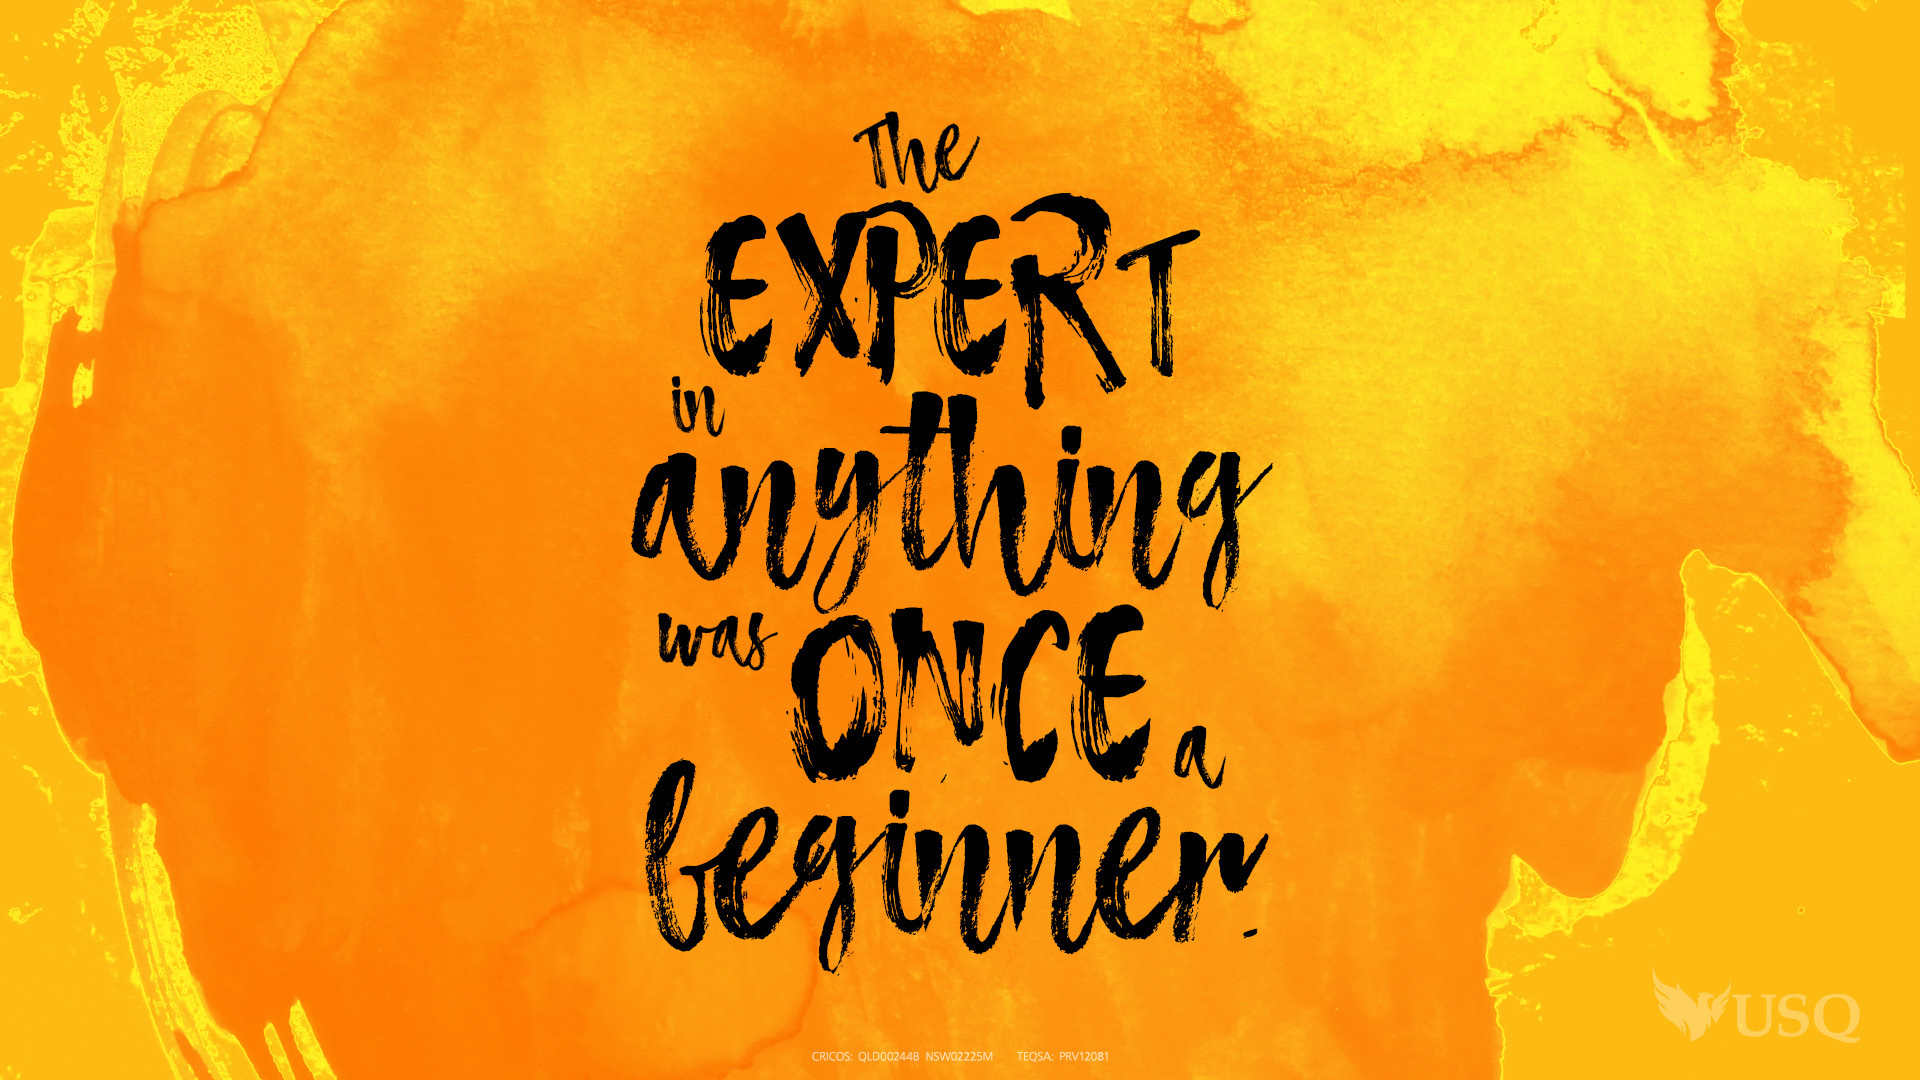 The
EXPERT
in
anything
was ONCE
a
beginner.
USQ
CRICOS: QLD00244B NSW02225M TEQSA: PRV12081